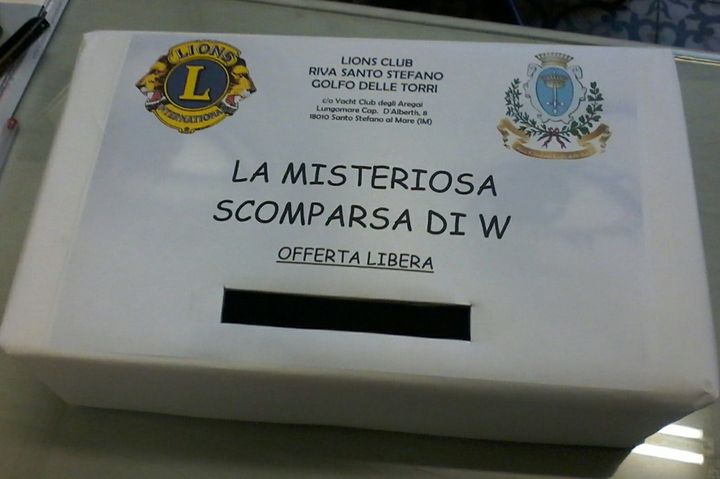 LIONS
L
INTERNATIONAL
LIONS CLUB
RIVA SANTO STEFANO
GOLFO DELLE TORRI
c/o Yacht Club degli Aregai
Lungomare Cap. D'Albertis, 8
18010 Santo Stefano al Mare (IM)
LA MISTERIOSA
SCOMPARSA DI W
OFFERTA LIBERA